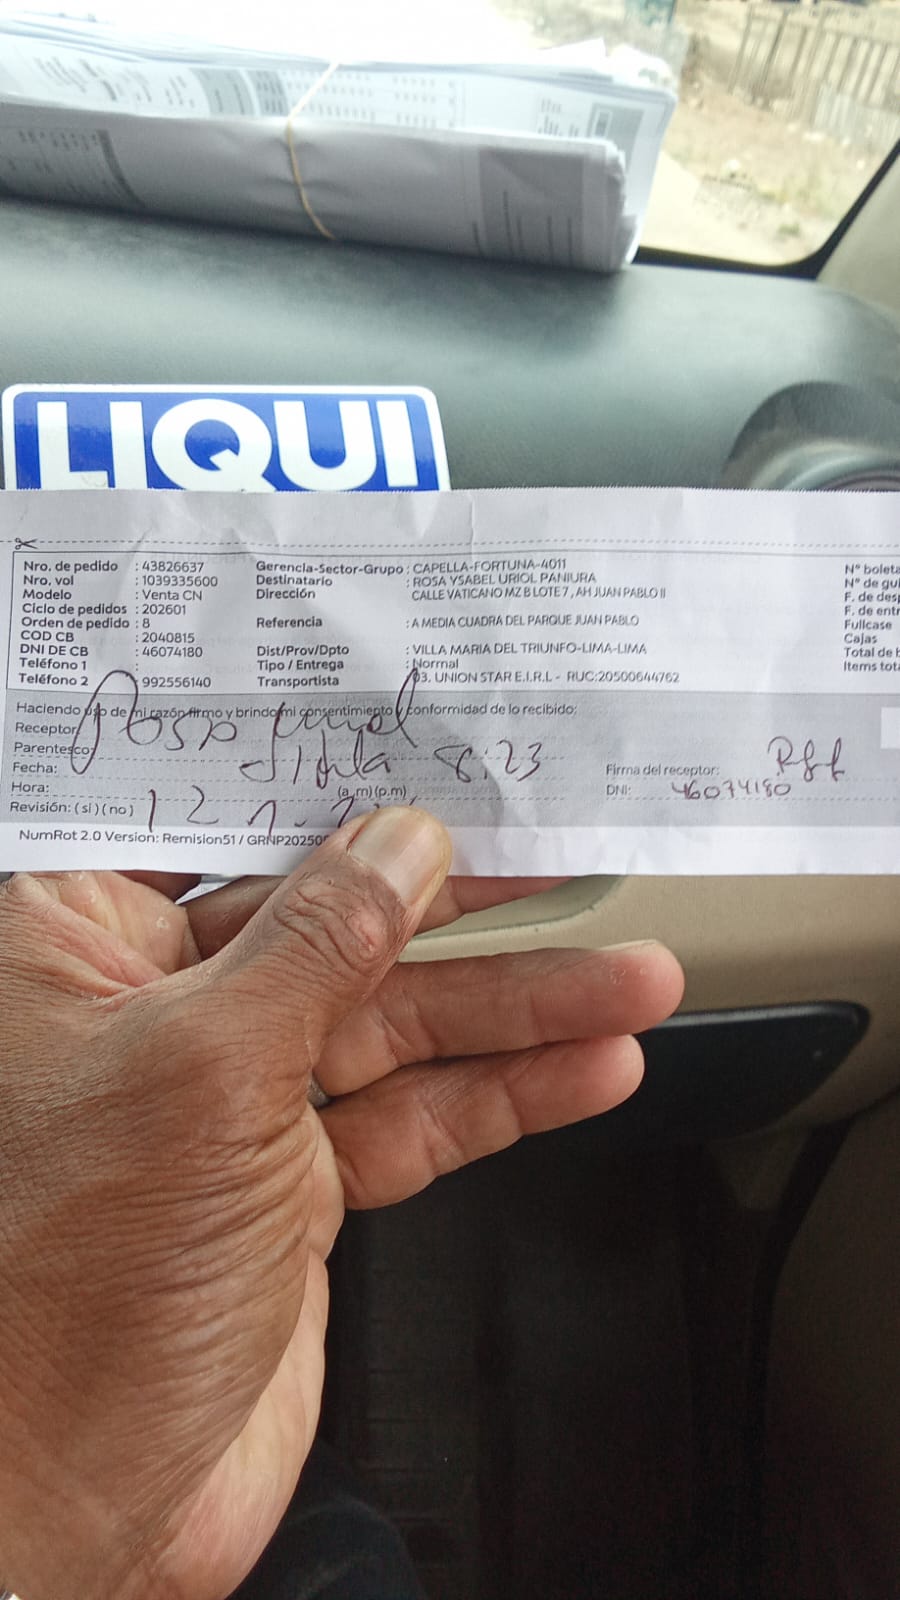 LIQUI
Nro. de pedido : 43826637 Gerencia-Sector-Grupo : CAPELLA-FORTUNA-4011 N° boleta
Nro. vol : 1039335600 Destinatario : ROSA YSABEL URIOL PANIURA N° de gu
Modelo : Venta CN Dirección CALLE VATICANO MZ B LOTE 7 , AH JUAN PABLO II F. de des
Ciclo de pedidos : 202601 F. de entr
Orden de pedido : 8 Referencia : A MEDIA CUADRA DEL PARQUE JUAN PABLO Fullcase
COD CB : 2040815 Cajas
DNI DE CB : 46074180 Dist/Prov/Dpto : VILLA MARIA DEL TRIUNFO-LIMA-LIMA Total de
Teléfono 1 : Tipo / Entrega : Normal Items tot
Teléfono 2 : 992556140 Transportista 03. UNION STAR E.I.R.L - RUC:20500644762
Haciendo uso de mi razón firmo y brindo mi consentimiento y conformidad de lo recibido:
Receptor: Rosa
Parentesco:
Fecha: 8:23 Firma del receptor:
Hora: (a.m) (p.m) DNI: 46074180
Revisión: ( si ) ( no ) 12
NumRot 2.0 Version: Remision51 / GRNP20250